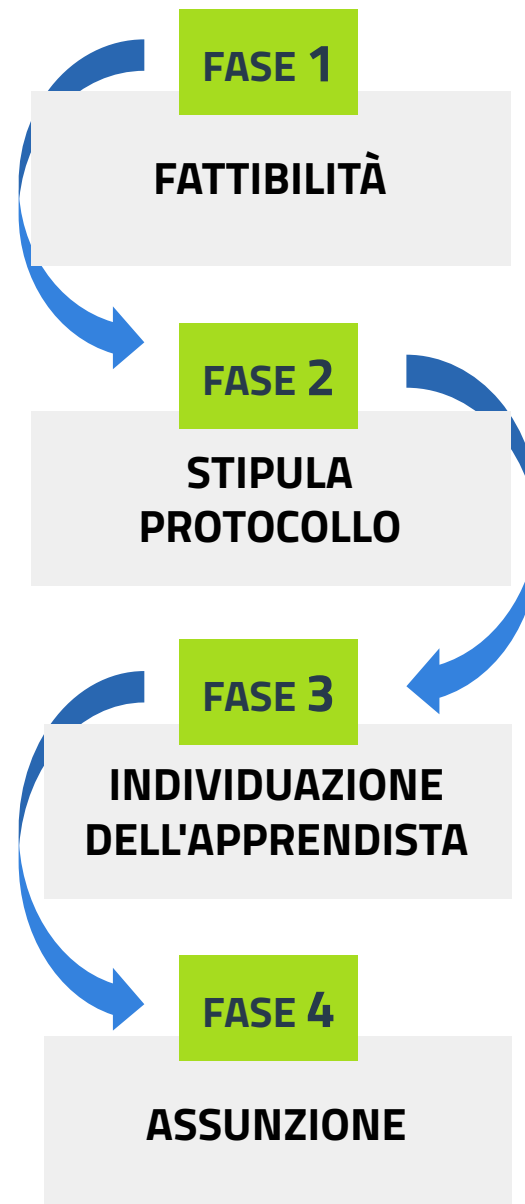 FASE 1
FATTIBILITÀ
FASE 2
STIPULA
PROTOCOLLO
FASE 3
INDIVIDUAZIONE
DELL'APPRENDISTA
FASE 4
ASSUNZIONE